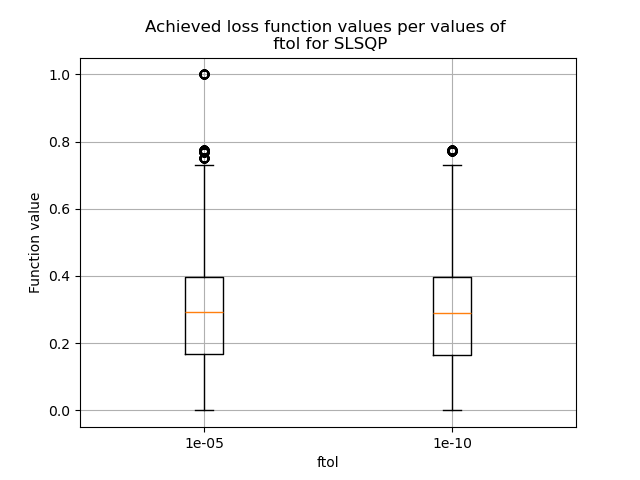 Achieved loss function values per values of
ftol for SLSQP
Function value
1.0
0.8
0.6
0.4
0.2
0.0
1e-05
1e-10
ftol